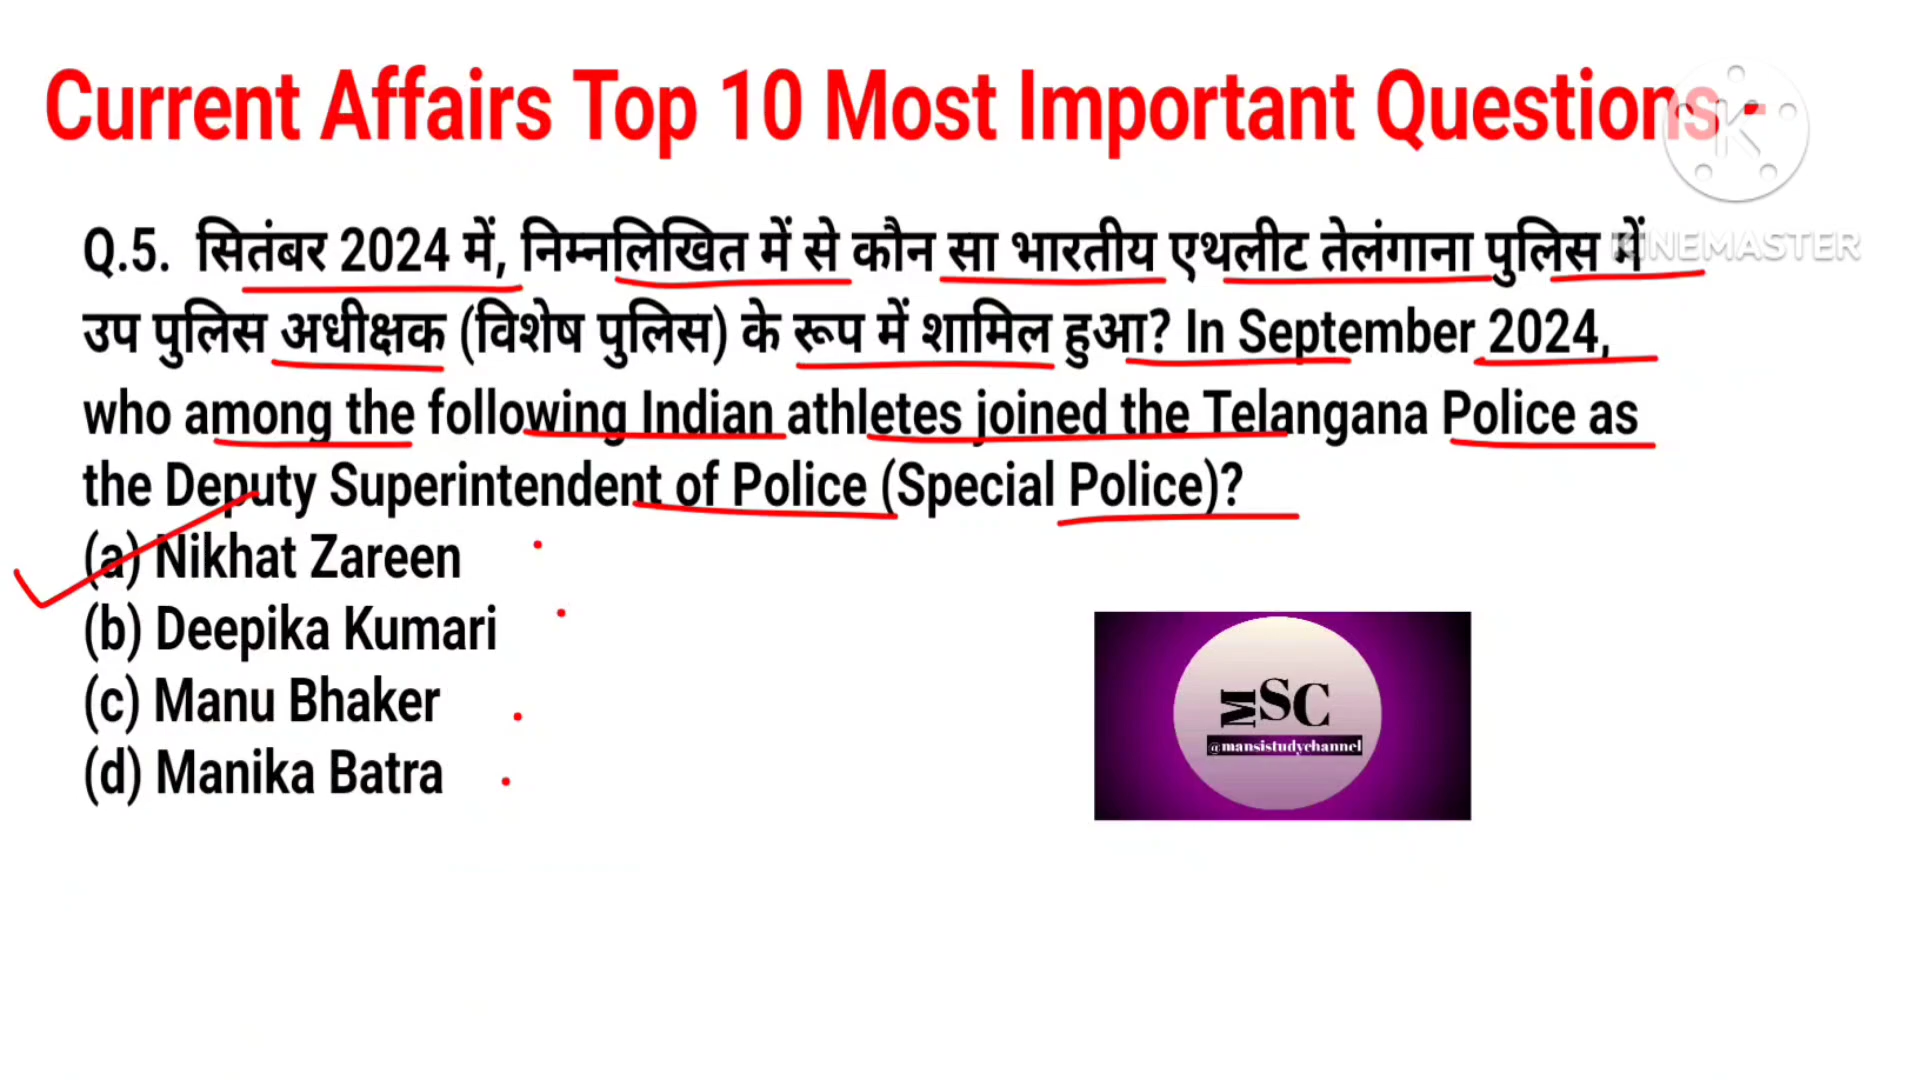 Current Affairs Top 10 Most Important Questions -
KINEMASTER
Q.5. सितंबर 2024 में, निम्नलिखित में से कौन सा भारतीय एथलीट तेलंगाना पुलिस में
उप पुलिस अधीक्षक (विशेष पुलिस) के रूप में शामिल हुआ? In September 2024,
who among the following Indian athletes joined the Telangana Police as
the Deputy Superintendent of Police (Special Police)?
(a) Nikhat Zareen
(b) Deepika Kumari
(c) Manu Bhaker
(d) Manika Batra
MSC
@mansistudychannel